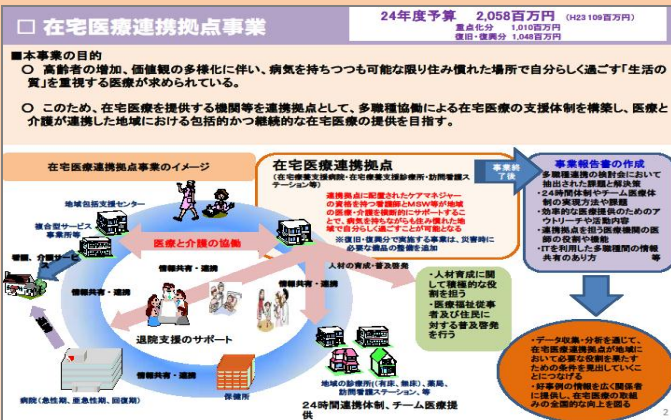 □ 在宅医療連携拠点事業
24年度予算 2,058百万円 (H23 109百万円)
重点化分 1,010百万円
復旧・復興分 1,048百万円
■本事業の目的
○ 高齢者の増加、価値観の多様化に伴い、病気を持ちつつも可能な限り住み慣れた場所で自分らしく過ごす「生活の
質」を重視する医療が求められている。
○ このため、在宅医療を提供する機関等を連携拠点として、多職種協働による在宅医療の支援体制を構築し、医療と
介護が連携した地域における包括的かつ継続的な在宅医療の提供を目指す。
在宅医療連携拠点事業のイメージ
地域包括支援センター
複合型サービス
事業所等
看護、介護サービ
ス
医療と介護の協働
情報共有・連携
情報共有・連携
情報共有・連携
退院支援のサポート
情報共有・連携
病院(急性期、亜急性期、回復期)
保健所
在宅医療連携拠点
(在宅療養支援病院・在宅療養支援診療所・訪問看護ス
テーション等)
連携拠点に配置されたケアマネジャー
の資格を持つ看護師とMSW等が地域
の医療・介護を横断的にサポートするこ
とで、病気を持ちながらも住み慣れた地
域で自分らしく過ごすことが可能となる
※復旧・復興分で実施する事業は、災害時に
必要な備品の整備を追加
人材の育成・普及啓発
・人材育成に関
して積極的な役
割を担う
・医療福祉従事
者及び住民に
対する普及啓発
を行う
地域の診療所((有床、無床)、薬局、
訪問看護ステーション、等
24時間連携体制、チーム医療提
供
事業終
了後
事業報告書の作成
・多職種連携の検討会において
抽出された課題と解決策
・24時間体制やチーム医療体制
の実現方法や課題
・効率的な医療提供のためのア
ウトリーチや活動内容
・連携拠点を担う医療機関の医
師の役割や機能
・ITを利用した多職種間の情報
共有のあり方 等
・データ収集・分析を通じて、
在宅医療連携拠点が地域に
おいて必要な役割を果たす
ための条件を見出していくこ
とにつなげる
・好事例の情報を広く関係者
に提供し、在宅医療の取組
みの全国的な向上を図る
2